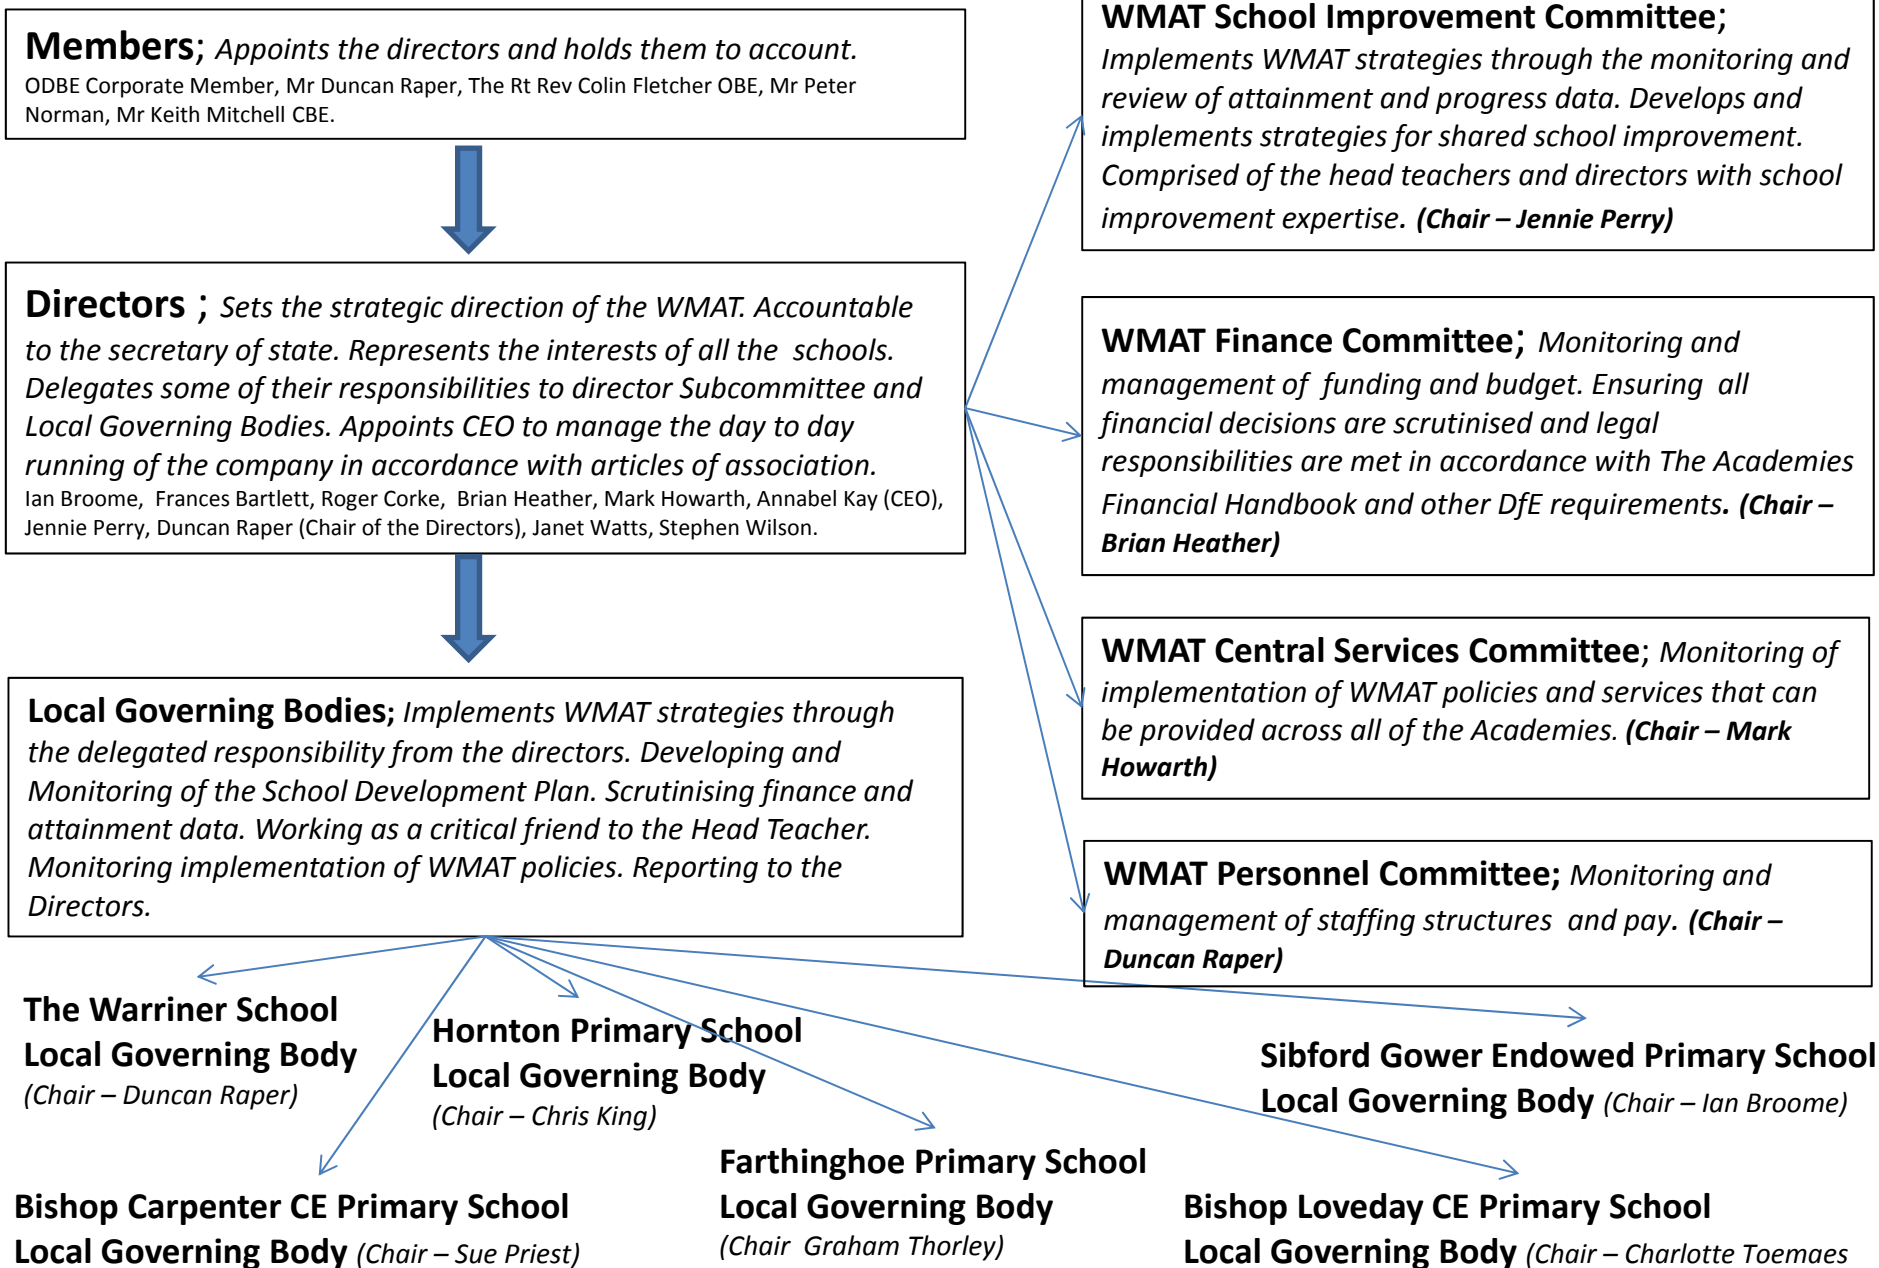 Members; Appoints the directors and holds them to account.
ODBE Corporate Member, Mr Duncan Raper, The Rt Rev Colin Fletcher OBE, Mr Peter
Norman, Mr Keith Mitchell CBE.
Directors ; Sets the strategic direction of the WMAT. Accountable
to the secretary of state. Represents the interests of all the schools.
Delegates some of their responsibilities to director Subcommittee and
Local Governing Bodies. Appoints CEO to manage the day to day
running of the company in accordance with articles of association.
Ian Broome, Frances Bartlett, Roger Corke, Brian Heather, Mark Howarth, Annabel Kay (CEO),
Jennie Perry, Duncan Raper (Chair of the Directors), Janet Watts, Stephen Wilson.
Local Governing Bodies; Implements WMAT strategies through
the delegated responsibility from the directors. Developing and
Monitoring of the School Development Plan. Scrutinising finance and
attainment data. Working as a critical friend to the Head Teacher.
Monitoring implementation of WMAT policies. Reporting to the
Directors.
WMAT School Improvement Committee;
Implements WMAT strategies through the monitoring and
review of attainment and progress data. Develops and
implements strategies for shared school improvement.
Comprised of the head teachers and directors with school
improvement expertise. (Chair – Jennie Perry)
WMAT Finance Committee; Monitoring and
management of funding and budget. Ensuring all
financial decisions are scrutinised and legal
responsibilities are met in accordance with The Academies
Financial Handbook and other DfE requirements. (Chair –
Brian Heather)
WMAT Central Services Committee; Monitoring of
implementation of WMAT policies and services that can
be provided across all of the Academies. (Chair – Mark
Howarth)
WMAT Personnel Committee; Monitoring and
management of staffing structures and pay. (Chair –
Duncan Raper)
The Warriner School
Local Governing Body
(Chair – Duncan Raper)
Hornton Primary School
Local Governing Body
(Chair – Chris King)
Sibford Gower Endowed Primary School
Local Governing Body (Chair – Ian Broome)
Bishop Carpenter CE Primary School
Local Governing Body (Chair – Sue Priest)
Farthinghoe Primary School
Local Governing Body
(Chair Graham Thorley)
Bishop Loveday CE Primary School
Local Governing Body (Chair – Charlotte Toemaes